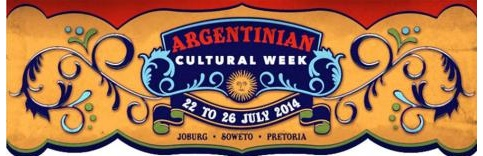 ARGENTINIAN
CULTURAL WEEK
22 TO 26 JULY 2014
JOBURG • SOWETO • PRETORIA